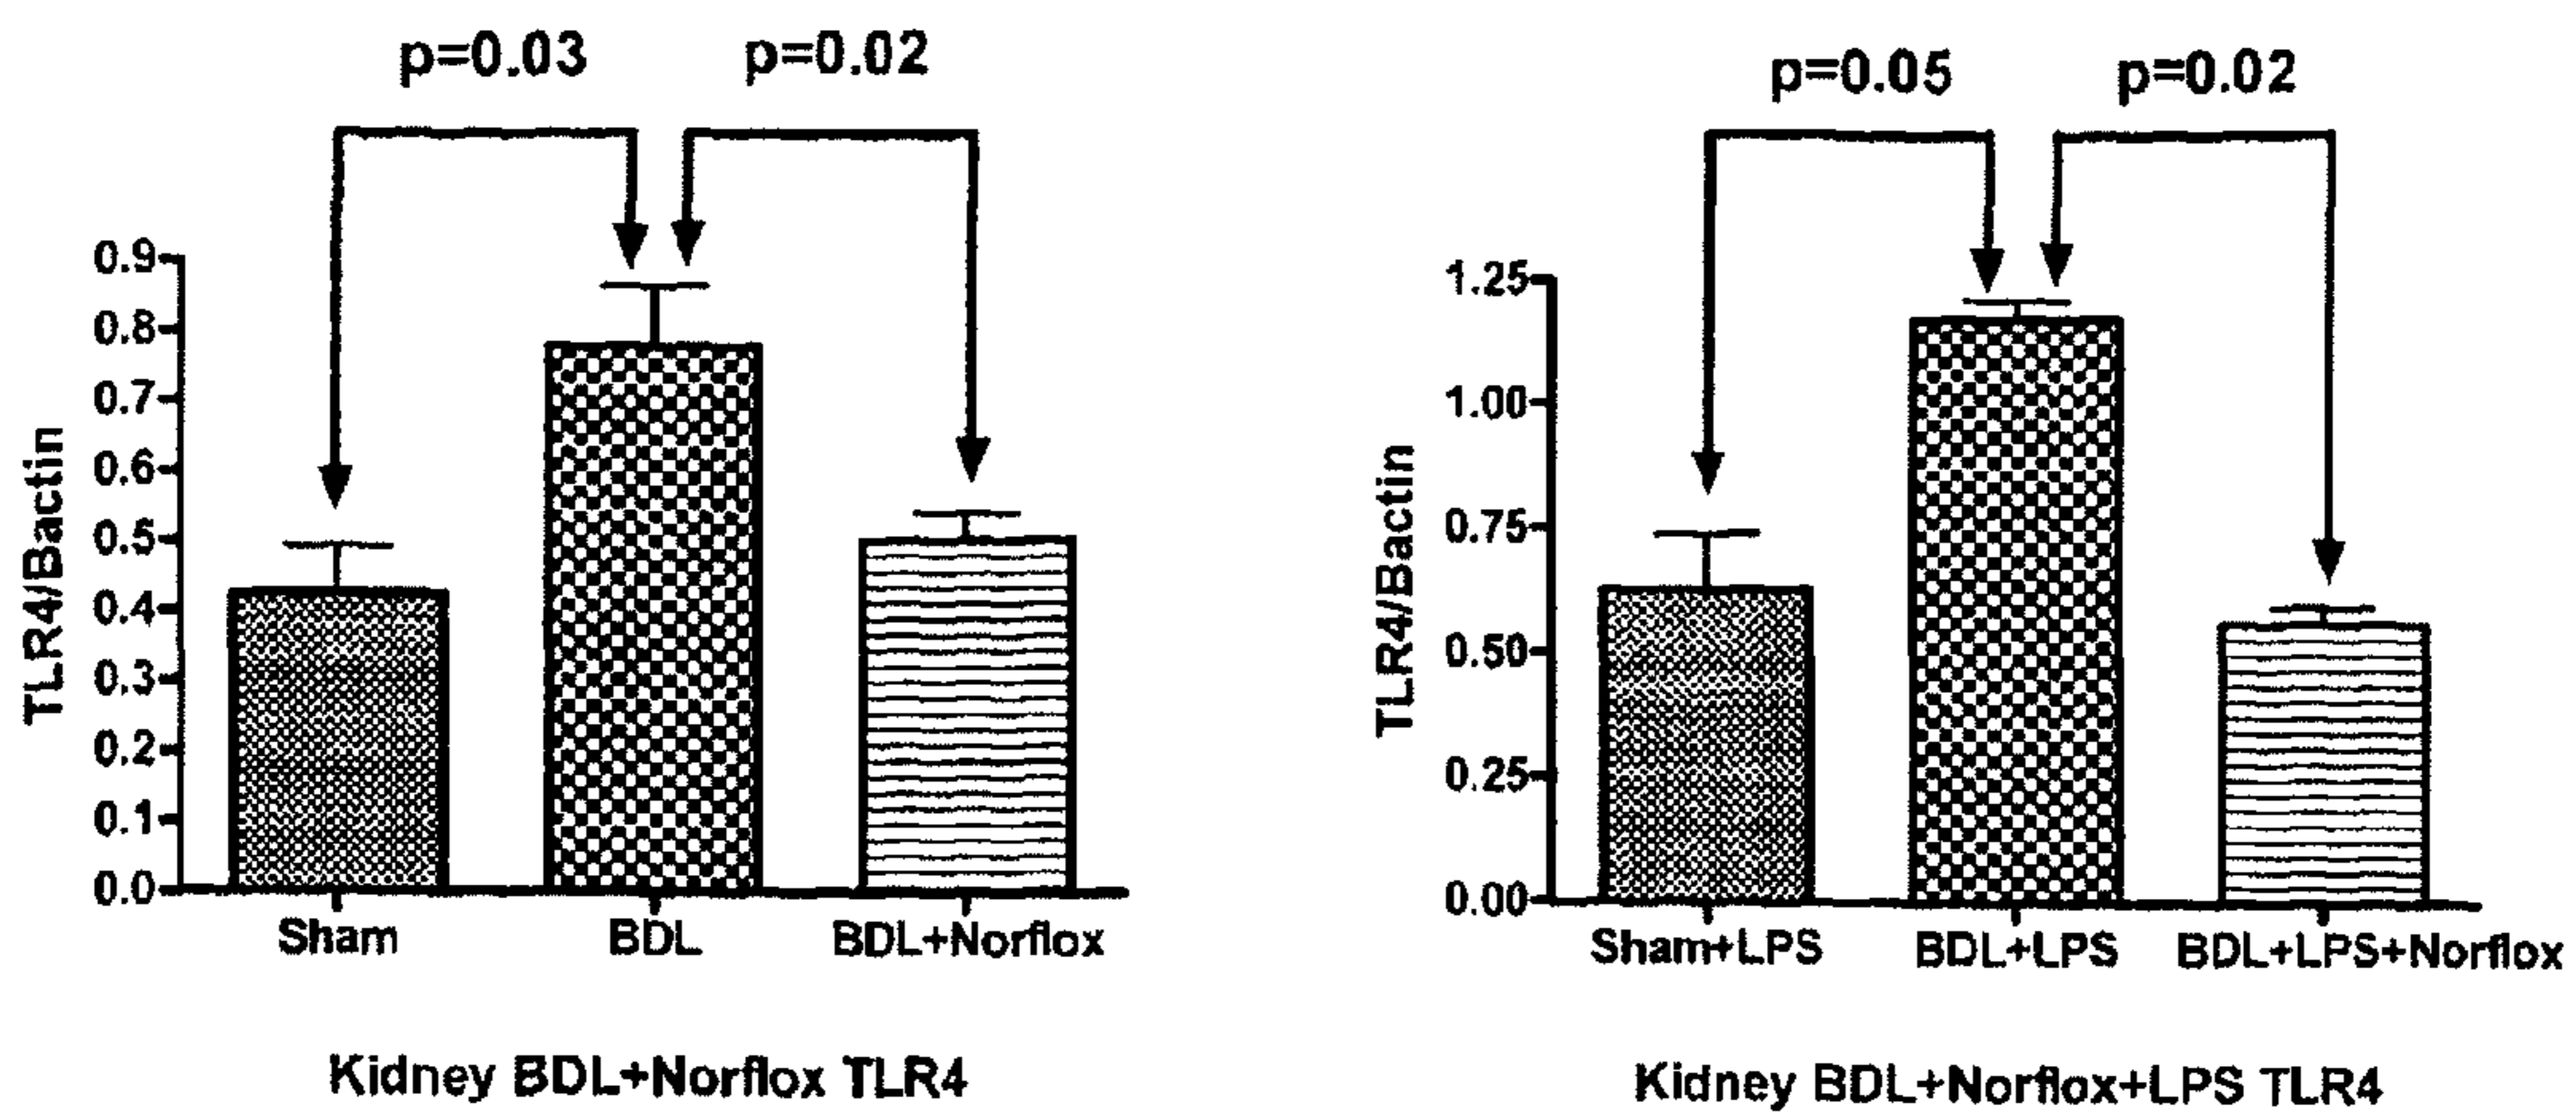 p=0.03 p=0.02
0.9
0.8
0.7
0.6
0.5
0.4
0.3
0.2
0.1
0.0
TLR4/Bactin
Sham BDL BDL+Norflox
Kidney BDL+Norflox TLR4
p=0.05 p=0.02
1.25
1.00
0.75
0.50
0.25
0.00
TLR4/Bactin
Sham+LPS BDL+LPS BDL+LPS+Norflox
Kidney BDL+Norflox+LPS TLR4